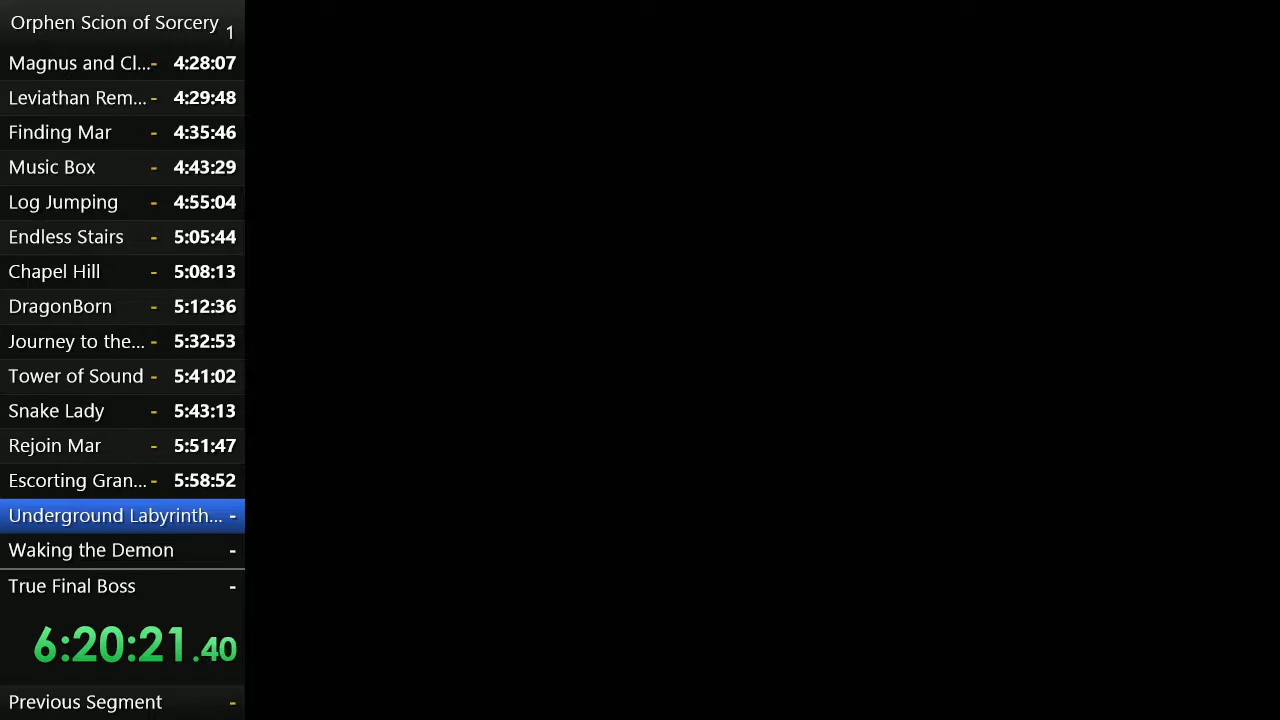 Orphen Scion of Sorcery 1
Magnus and Cl... - 4:28:07
Leviathan Rem... - 4:29:48
Finding Mar - 4:35:46
Music Box - 4:43:29
Log Jumping - 4:55:04
Endless Stairs - 5:05:44
Chapel Hill - 5:08:13
DragonBorn - 5:12:36
Journey to the... - 5:32:53
Tower of Sound - 5:41:02
Snake Lady - 5:43:13
Rejoin Mar - 5:51:47
Escorting Gran... - 5:58:52
Underground Labyrinth... -
Waking the Demon -
True Final Boss -
6:20:21.40
Previous Segment -